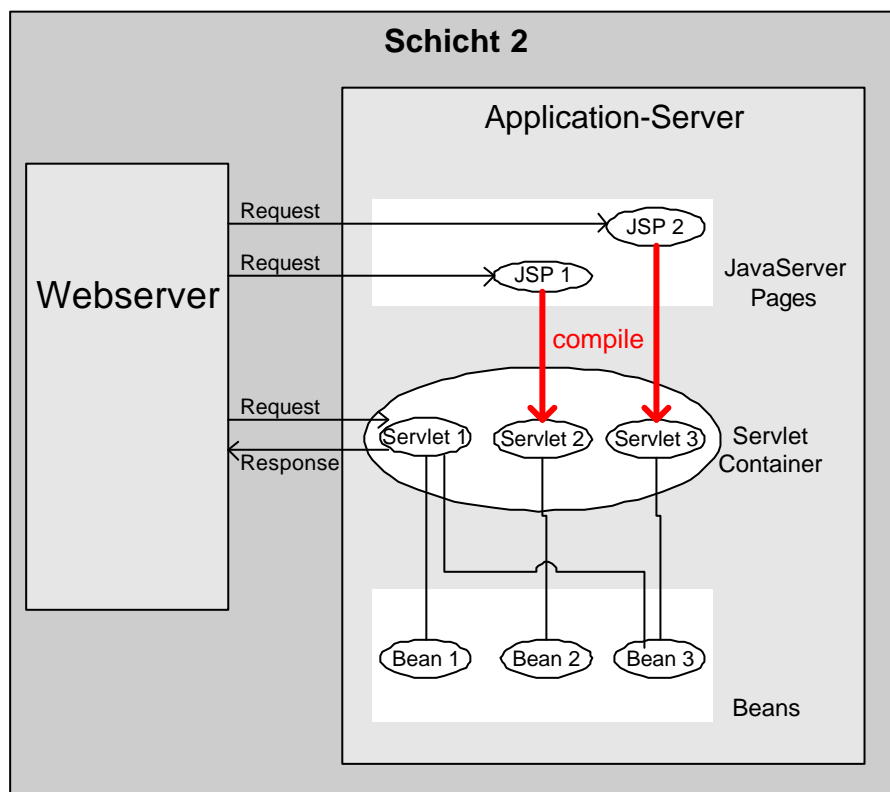 Schicht 2
Application-Server
Webserver
Request
JSP 2
Request
JSP 1
JavaServer
Pages
compile
Request
Servlet 1
Servlet 2
Servlet 3
Servlet
Container
Response
Bean 1
Bean 2
Bean 3
Beans